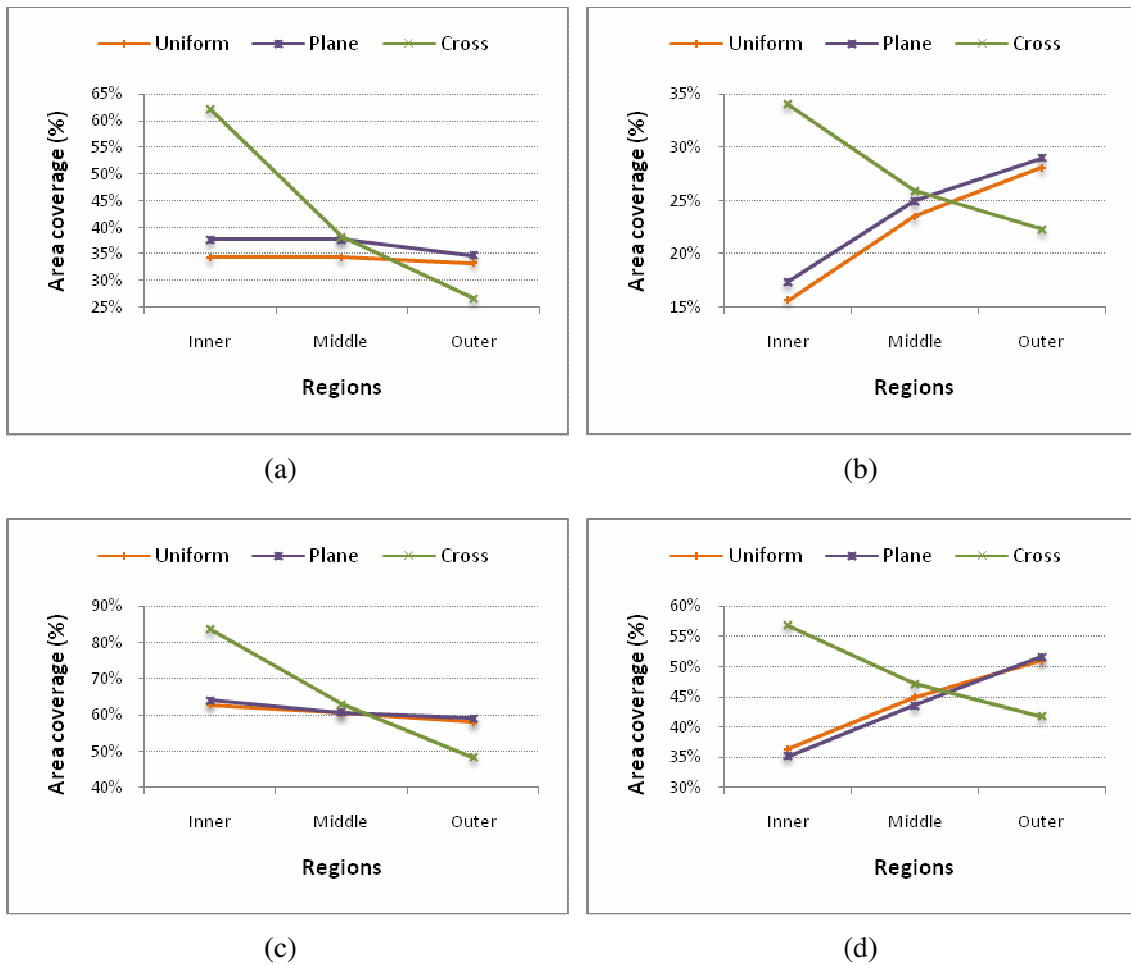 Uniform Plane Cross
Area coverage (%)
65%
60%
55%
50%
45%
40%
35%
30%
25%
Inner Middle Outer
Regions
(a)
Uniform Plane Cross
Area coverage (%)
35%
30%
25%
20%
15%
Inner Middle Outer
Regions
(b)
Uniform Plane Cross
Area coverage (%)
90%
80%
70%
60%
50%
40%
Inner Middle Outer
Regions
(c)
Uniform Plane Cross
Area coverage (%)
60%
55%
50%
45%
40%
35%
30%
Inner Middle Outer
Regions
(d)